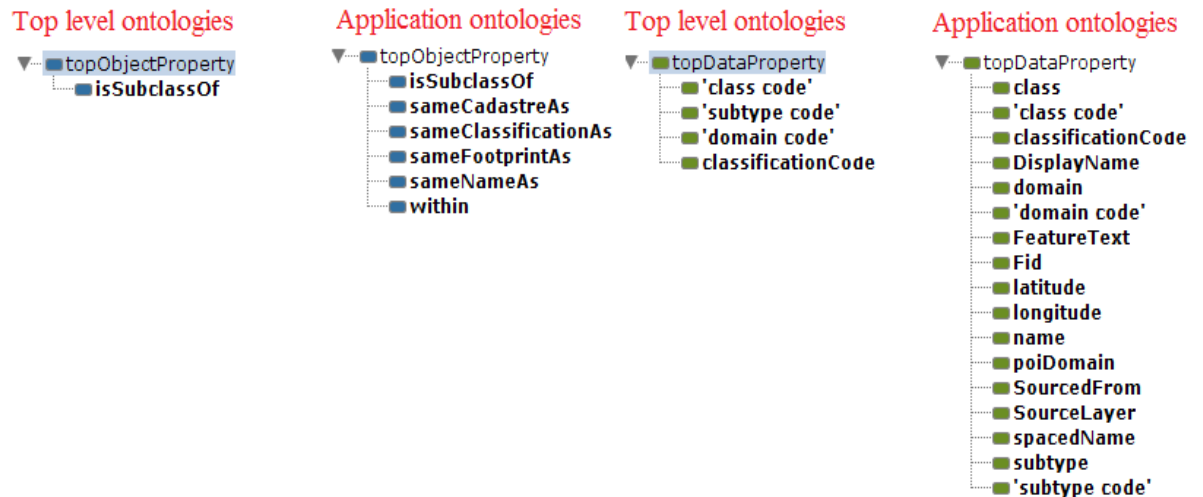 Top level ontologies
topObjectProperty
isSubclassOf
Application ontologies
topObjectProperty
isSubclassOf
sameCadastreAs
sameClassificationAs
sameFootprintAs
sameNameAs
within
Top level ontologies
topDataProperty
'class code'
'subtype code'
'domain code'
classificationCode
Application ontologies
topDataProperty
class
'class code'
classificationCode
DisplayName
domain
'domain code'
FeatureText
Fid
latitude
longitude
name
poiDomain
SourcedFrom
SourceLayer
spacedName
subtype
'subtype code'